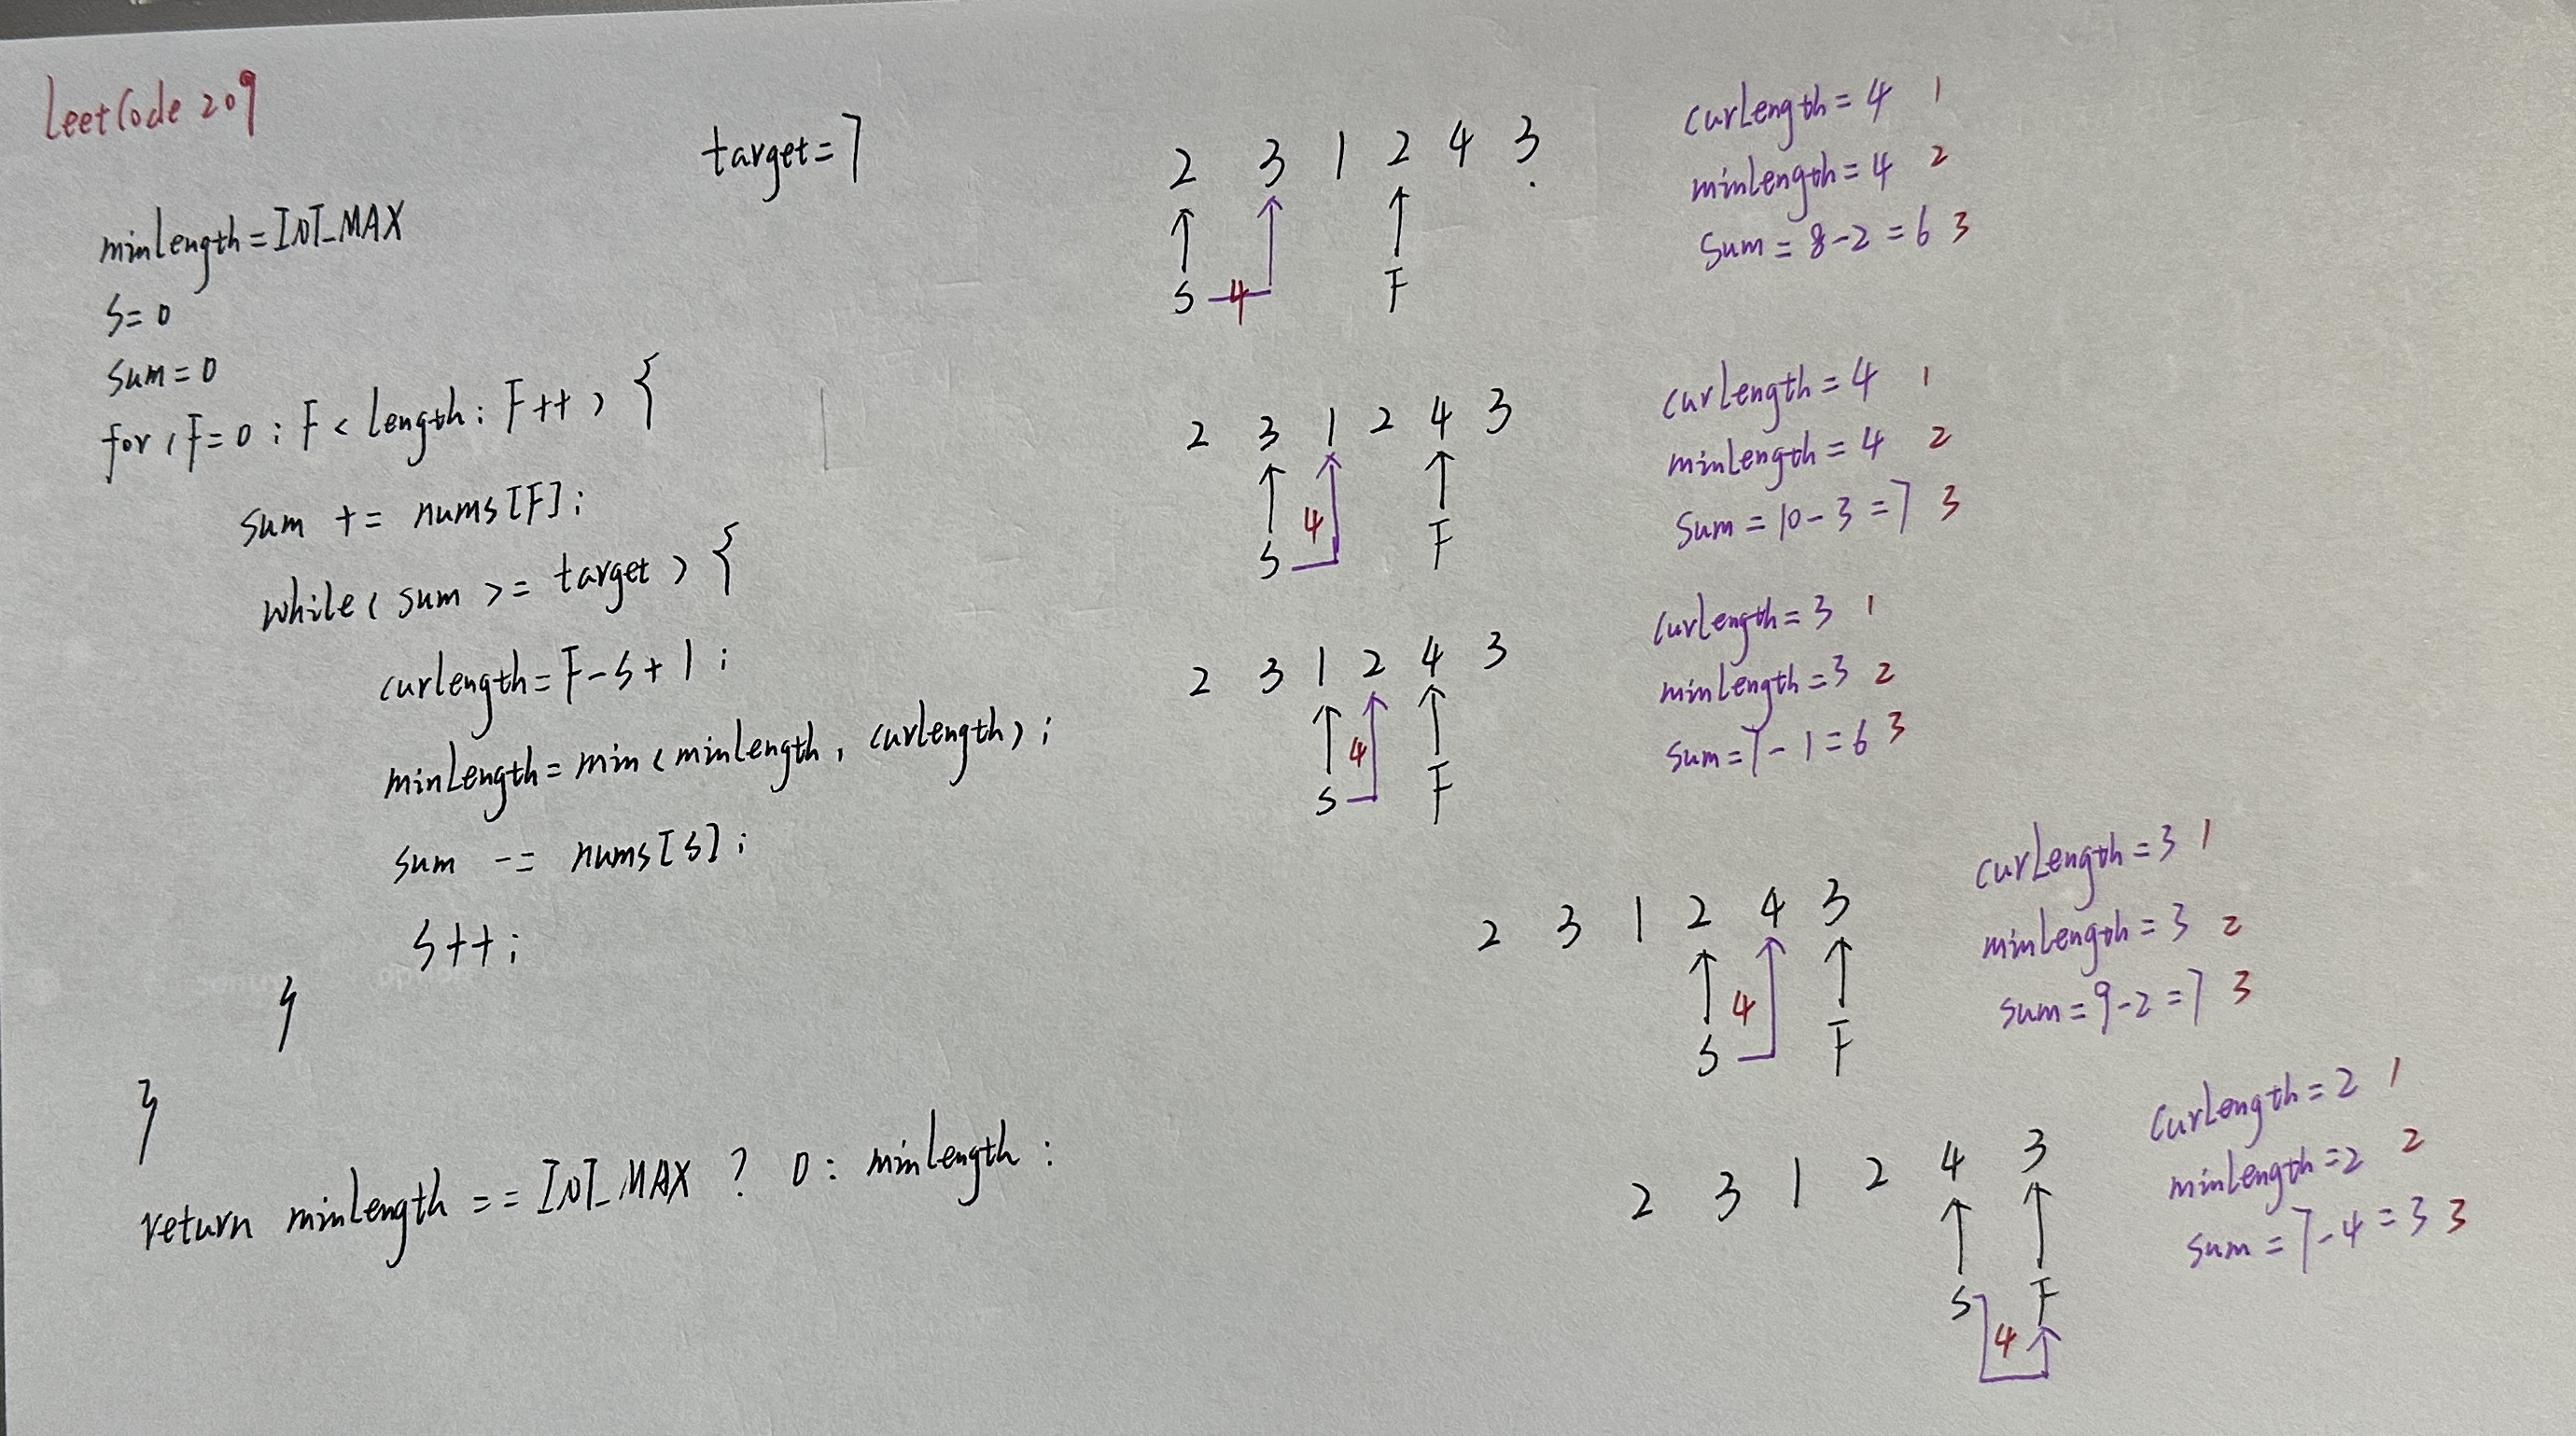 LeetCode 209
target=7
minLength=INT_MAX
S=0
Sum=0
for(F=0;F<length;F++){
sum += nums[F];
while(sum>=target){
curlength=F-S+1;
minLength=min(minLength,curlength);
sum -= nums[S];
S++;
}
}
return minLength==INT_MAX ? 0: minLength;
2 3 1 2 4 3
S 4 F
curLength=4 1
minLength=4 2
Sum=8-2=6 3
2 3 1 2 4 3
4
S F
curLength=4 1
minLength=4 2
Sum=10-3=7 3
2 3 1 2 4 3
4
S F
curLength=3 1
minLength=3 2
Sum=7-1=6 3
2 3 1 2 4 3
4
S F
curLength=3 1
minLength=3 2
Sum=9-2=7 3
2 3 1 2 4 3
S F
4
CurLength=2 1
minLength=2 2
Sum=7-4=3 3